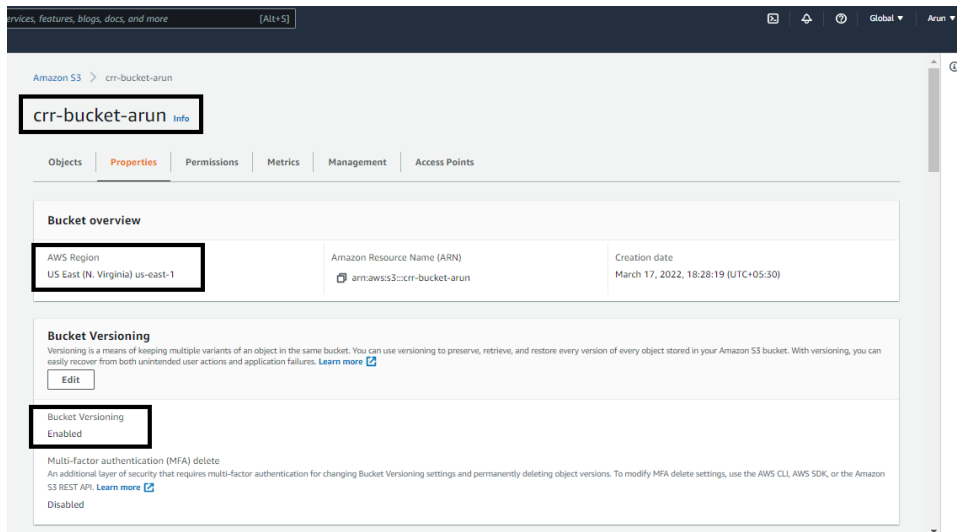 ervices, features, blogs, docs, and more [Alt+S] Global Arun
Amazon S3 > crr-bucket-arun
crr-bucket-arun Info
Objects Properties Permissions Metrics Management Access Points
Bucket overview
AWS Region Amazon Resource Name (ARN) Creation date
US East (N. Virginia) us-east-1 arn:aws:s3:::crr-bucket-arun March 17, 2022, 18:28:19 (UTC+05:30)
Bucket Versioning
Versioning is a means of keeping multiple variants of an object in the same bucket. You can use versioning to preserve, retrieve, and restore every version of every object stored in your Amazon S3 bucket. With versioning, you can
easily recover from both unintended user actions and application failures. Learn more
Edit
Bucket Versioning
Enabled
Multi-factor authentication (MFA) delete
An additional layer of security that requires multi-factor authentication for changing Bucket Versioning settings and permanently deleting object versions. To modify MFA delete settings, use the AWS CLI, AWS SDK, or the Amazon
S3 REST API. Learn more
Disabled